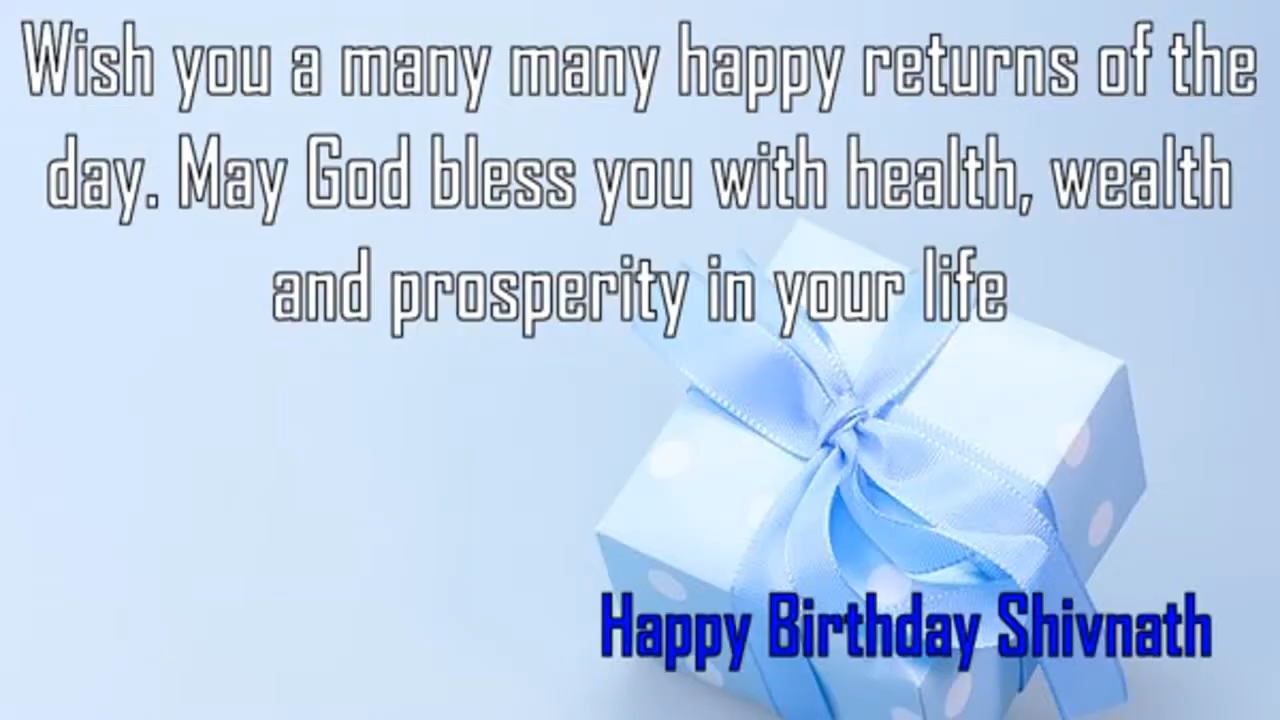 Wish you a many many happy returns of the
day. May God bless you with health, wealth
and prosperity in your life
Happy Birthday Shivnath